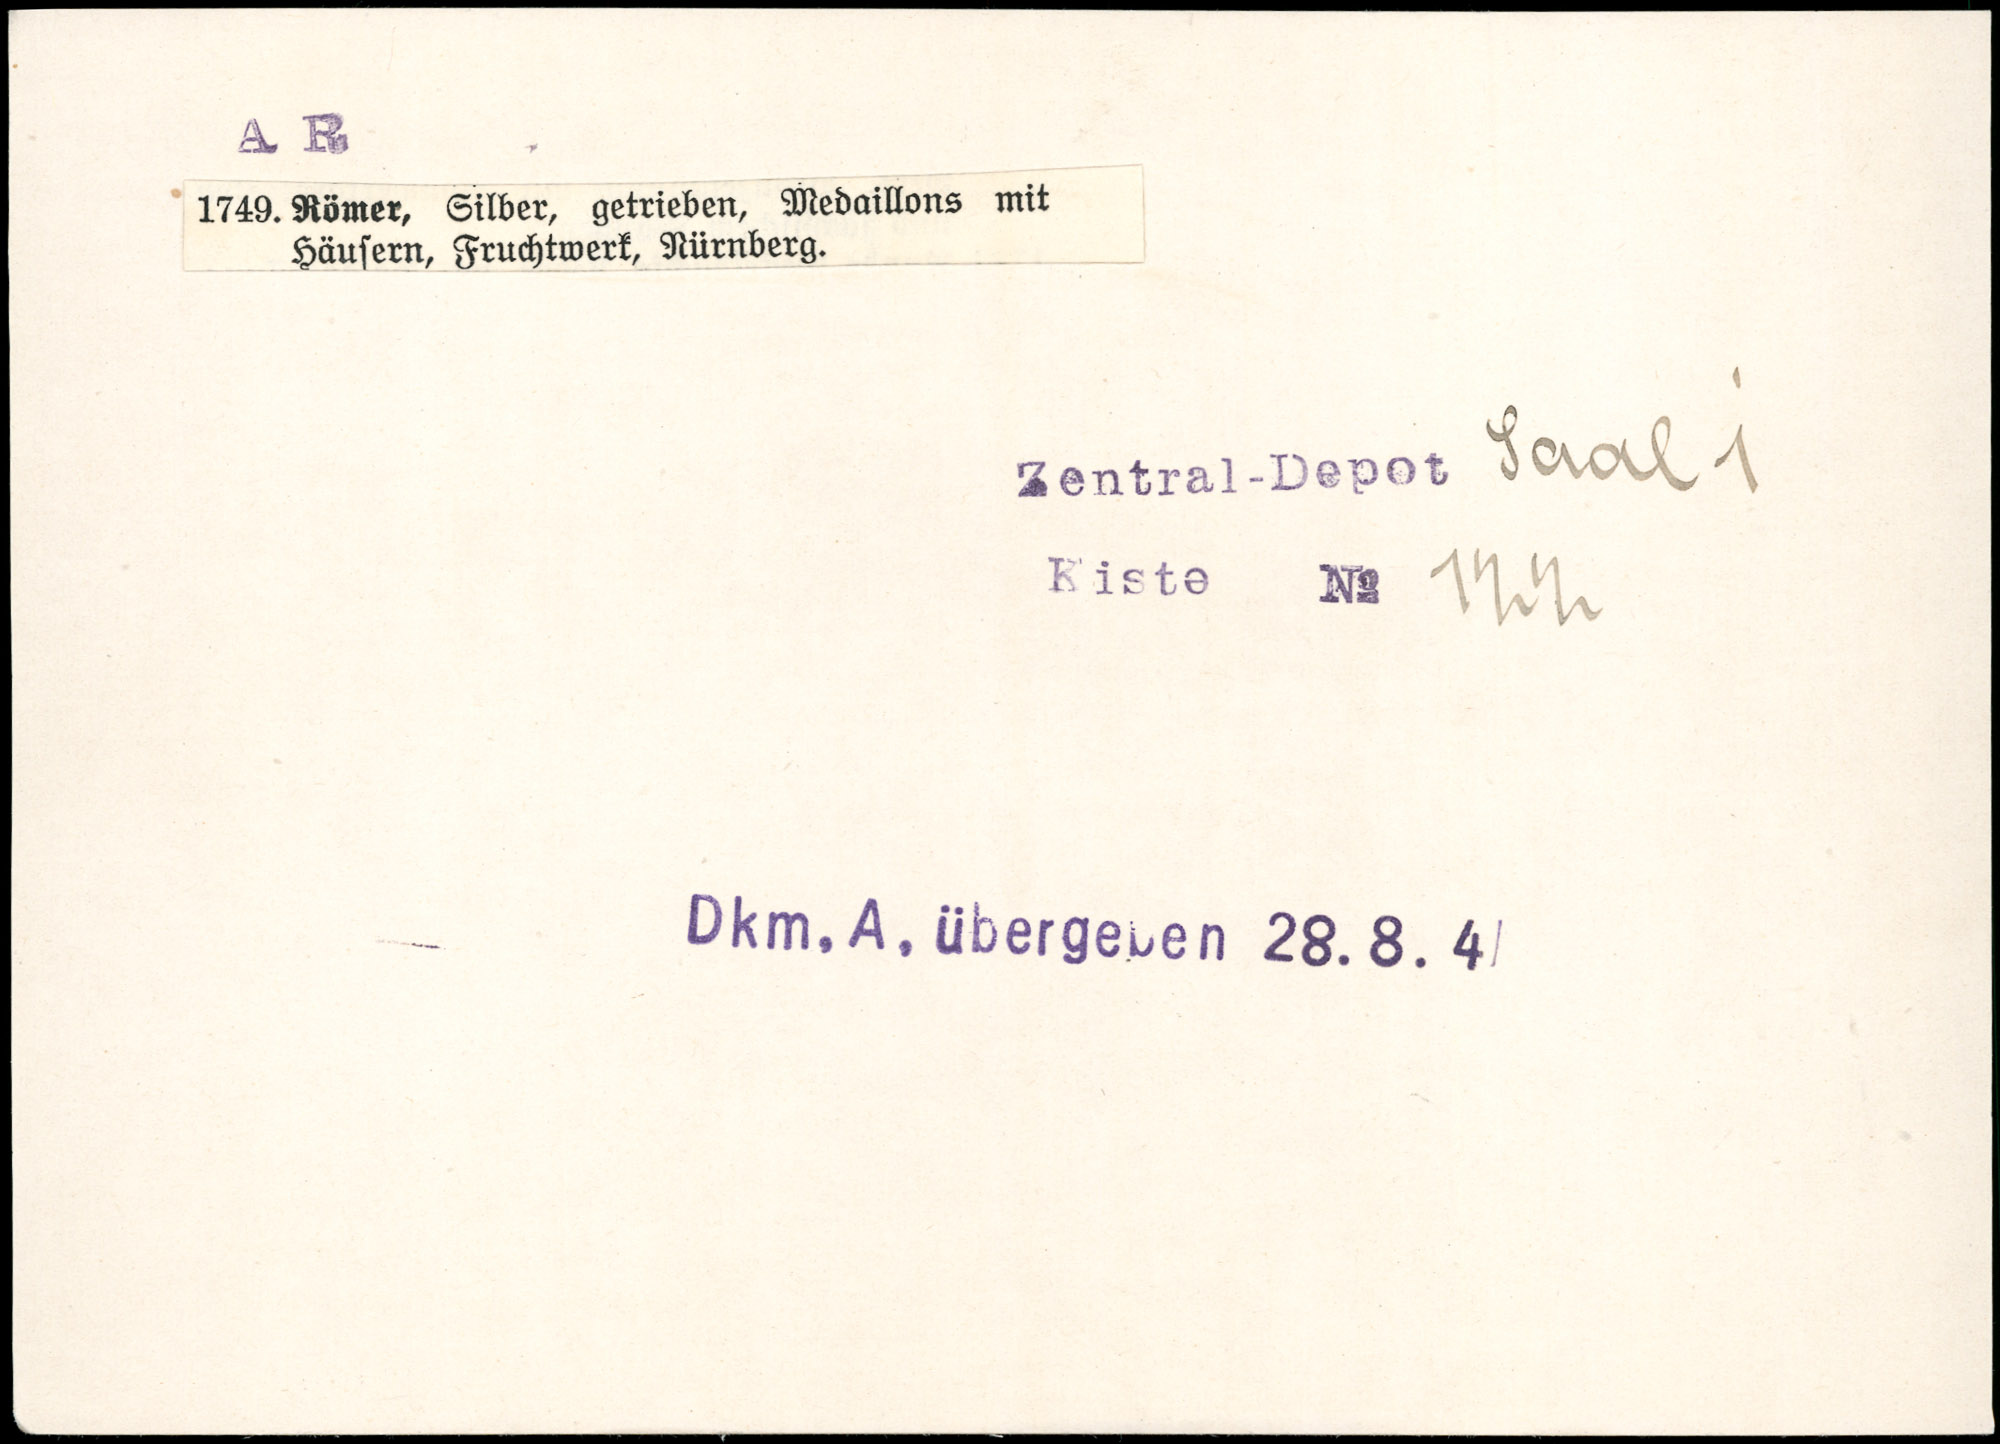 A R
1749. Römer, Silber, getrieben, Medaillons mit
Häusern, Fruchtwerk, Nürnberg.
Zentral-Depot Saal I
Kiste №
Dkm. A. übergeben 28. 8. 41